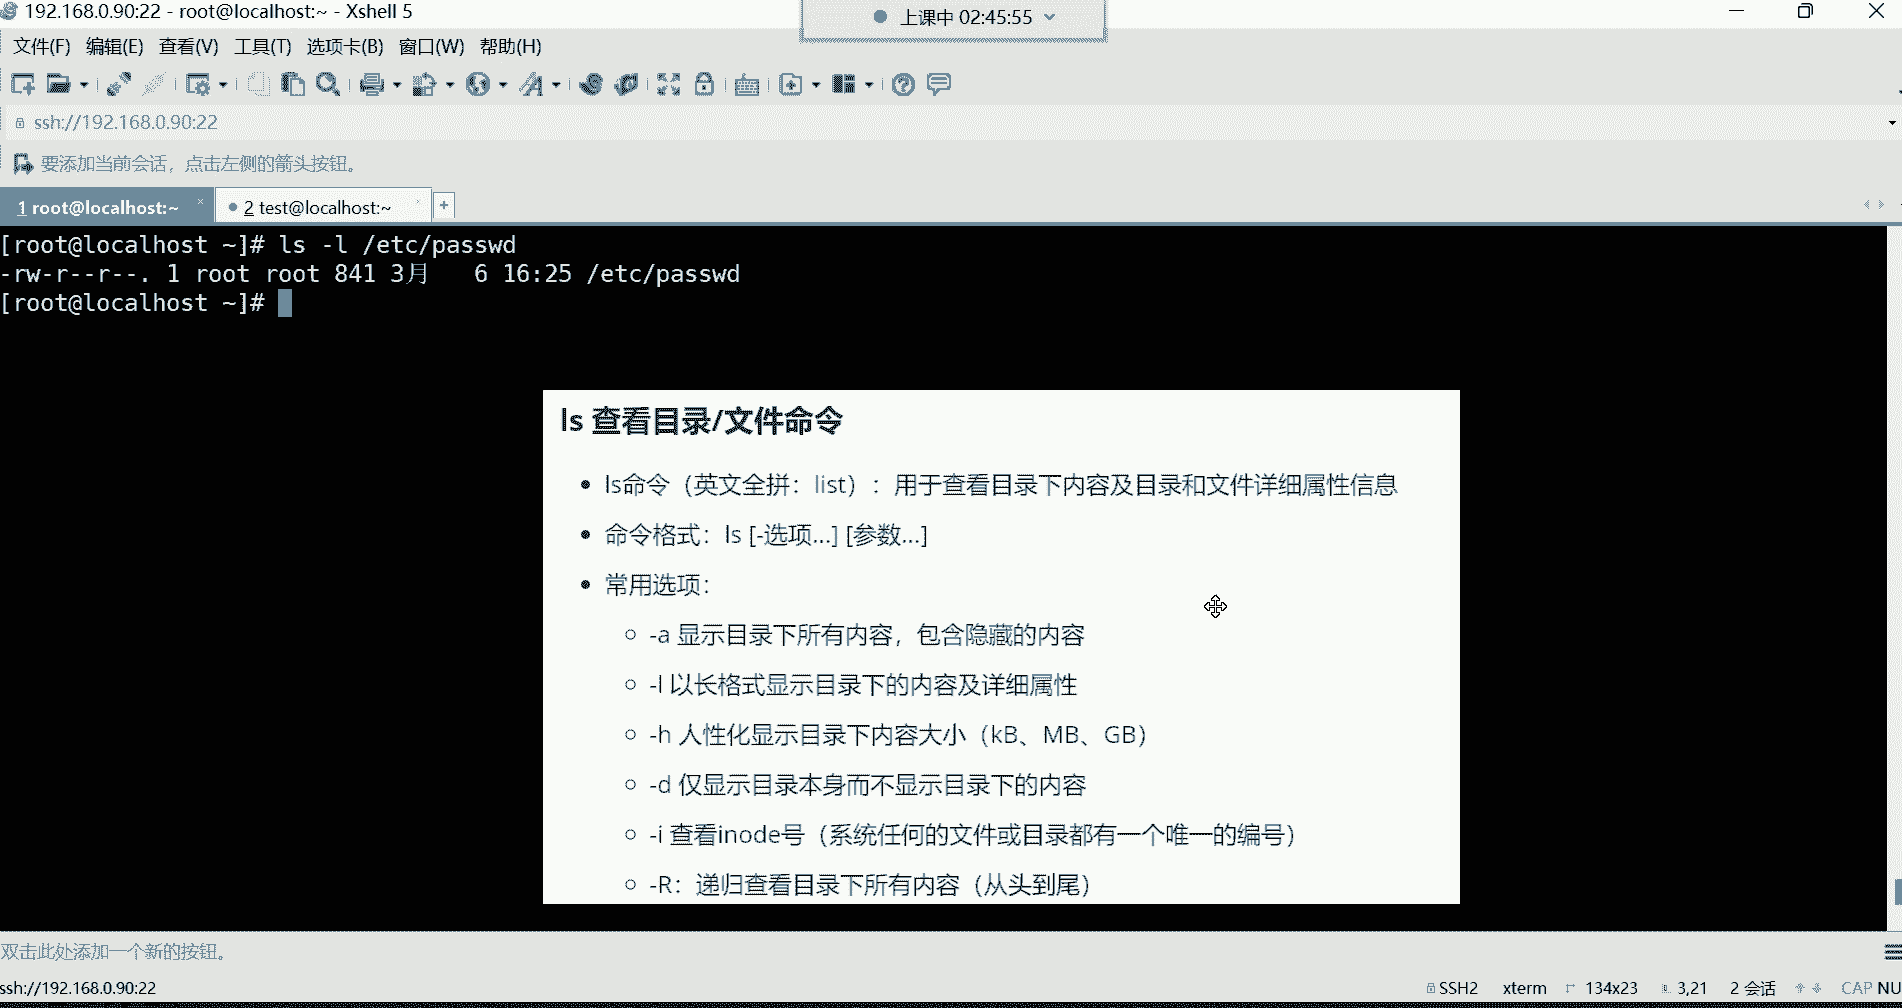 192.168.0.90:22 - root@localhost:~ - Xshell 5
上课中 02:45:55
文件(F) 编辑(E) 查看(V) 工具(T) 选项卡(B) 窗口(W) 帮助(H)
ssh://192.168.0.90:22
要添加当前会话，点击左侧的箭头按钮。
1 root@localhost:~ × 2 test@localhost:~ +
[root@localhost ~]# ls -l /etc/passwd
-rw-r--r--. 1 root root 841 3月   6 16:25 /etc/passwd
[root@localhost ~]#
ls 查看目录/文件命令
• ls命令（英文全拼：list）：用于查看目录下内容及目录和文件详细属性信息
• 命令格式：ls [-选项...] [参数...]
• 常用选项：
○ -a 显示目录下所有内容，包含隐藏的内容
○ -l 以长格式显示目录下的内容及详细属性
○ -h 人性化显示目录下内容大小（kB、MB、GB）
○ -d 仅显示目录本身而不显示目录下的内容
○ -i 查看inode号（系统任何的文件或目录都有一个唯一的编号）
○ -R：递归查看目录下所有内容（从头到尾）
双击此处添加一个新的按钮。
ssh://192.168.0.90:22 SSH2 xterm 134x23 3,21 2 会话 CAP NU